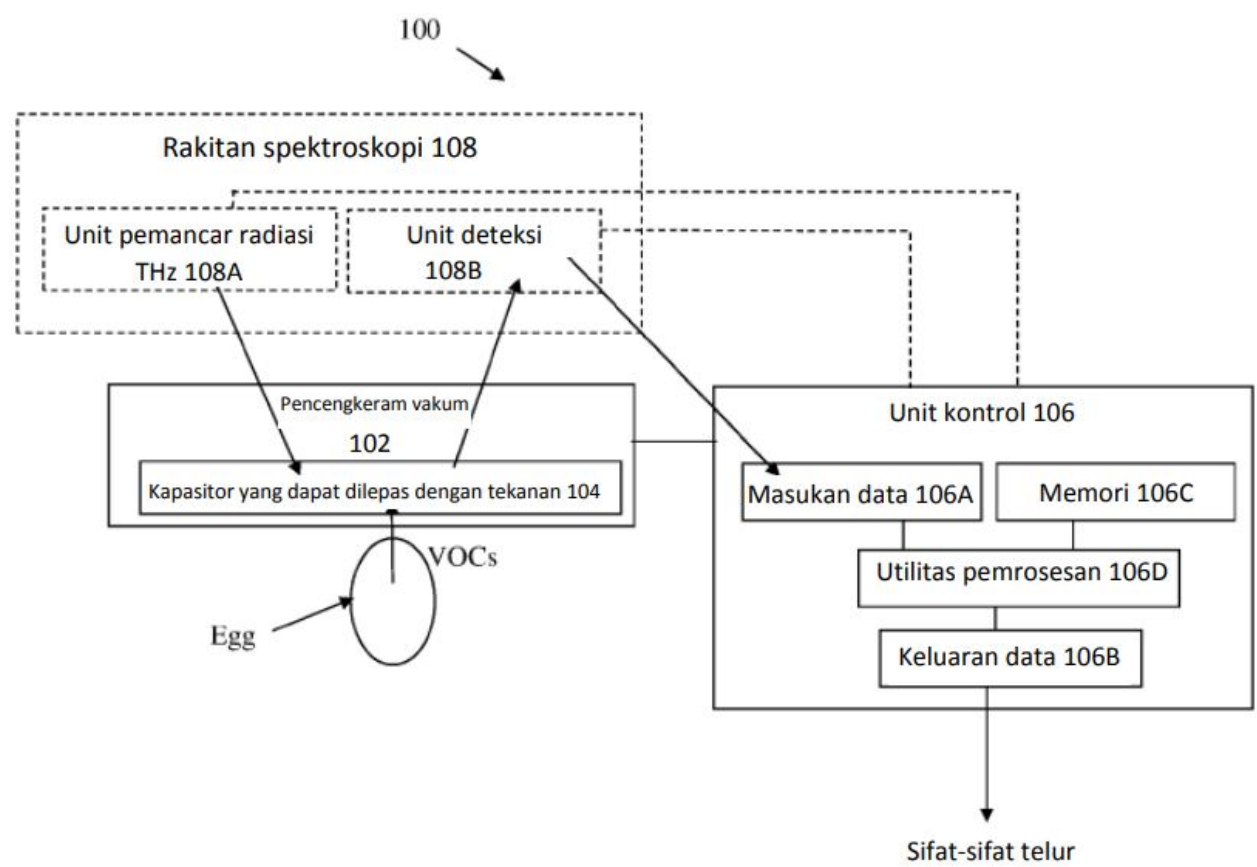 100
Rakitan spektroskopi 108
Unit pemancar radiasi
THz 108A
Unit deteksi
108B
Pencengkeram vakum
102
Kapasitor yang dapat dilepas dengan tekanan 104
VOCs
Egg
Unit kontrol 106
Masukan data 106A
Memori 106C
Utilitas pemrosesan 106D
Keluaran data 106B
Sifat-sifat telur